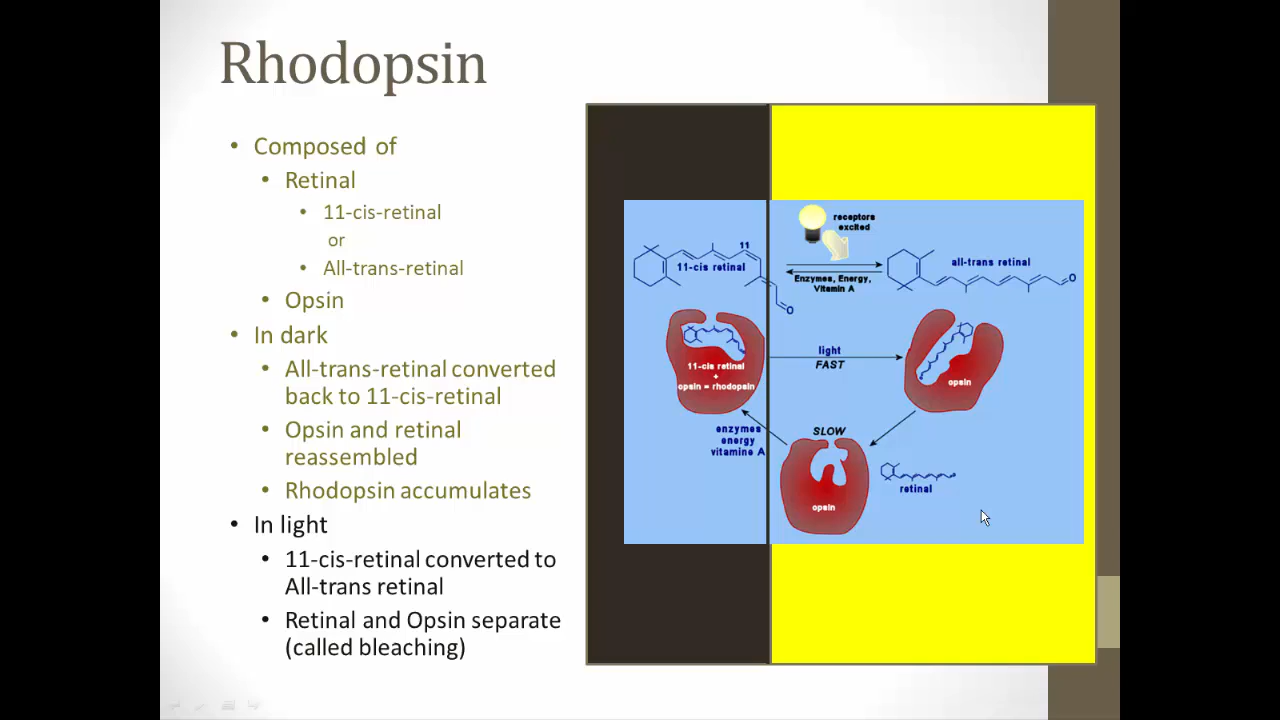 Rhodopsin
• Composed of
• Retinal
• 11-cis-retinal
or
• All-trans-retinal
• Opsin
• In dark
• All-trans-retinal converted
back to 11-cis-retinal
• Opsin and retinal
reassembled
• Rhodopsin accumulates
• In light
• 11-cis-retinal converted to
All-trans retinal
• Retinal and Opsin separate
(called bleaching)
receptors
excited
11
11-cis retinal
O
Enzymes, Energy,
Vitamin A
all-trans retinal
O
11-cis retinal
+
opsin = rhodopsin
light
FAST
opsin
SLOW
enzymes
energy
vitamine A
opsin
retinal